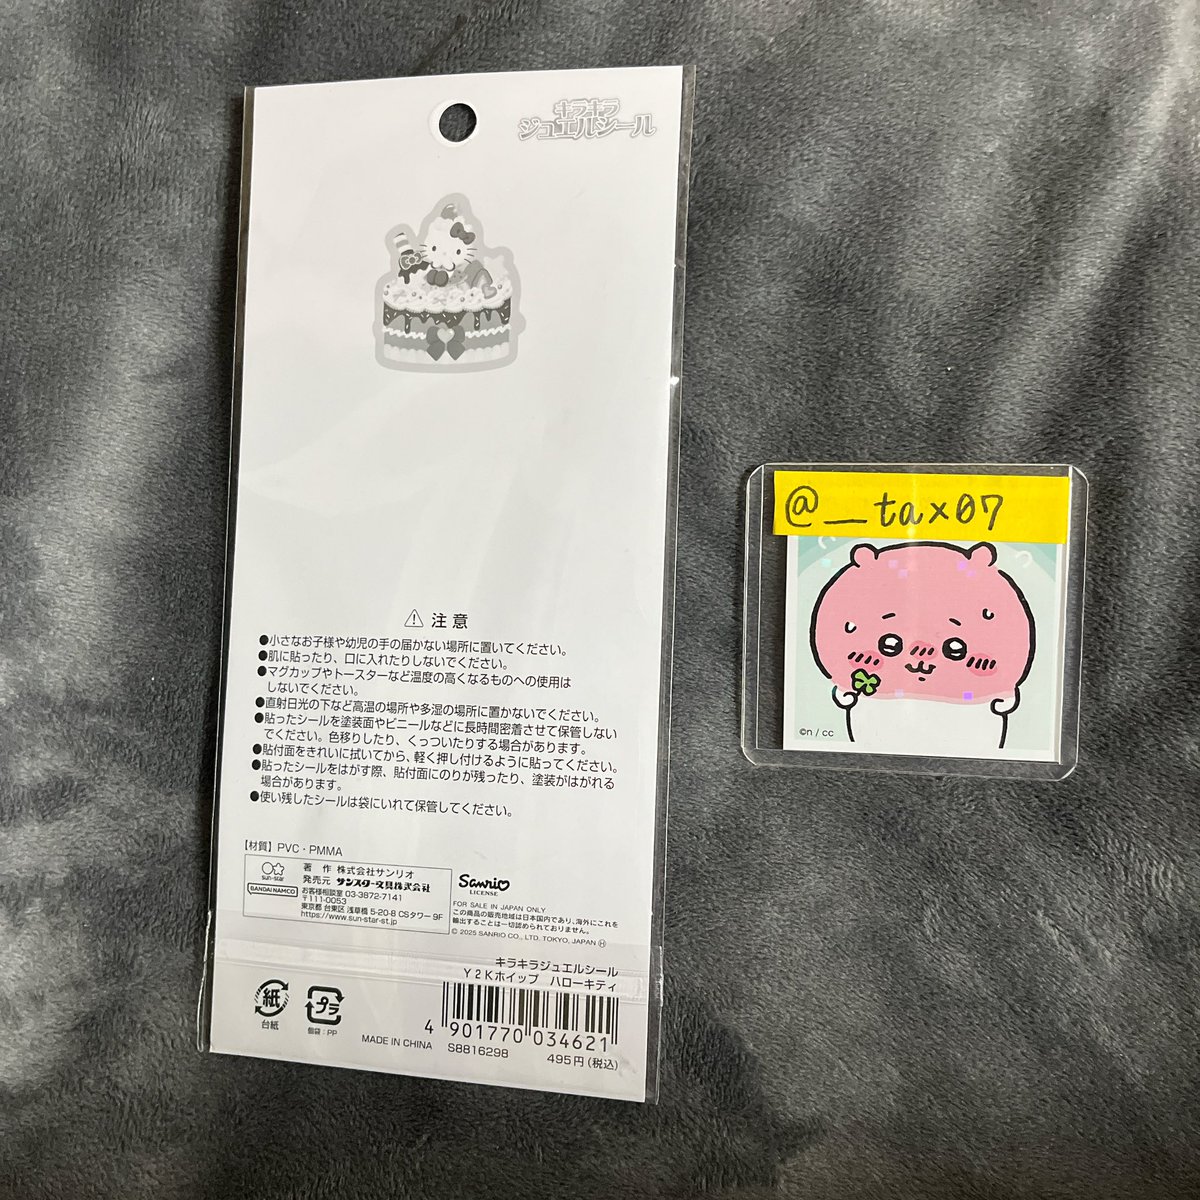 キラキラ
ジュエルシール
⚠ 注意
●小さなお子様や幼児の手の届かない場所に置いてください。
●肌に貼ったり、口に入れたりしないでください。
●マグカップやトースターなど温度の高くなるものへの使用は
しないでください。
●直射日光の下など高温の場所や多湿の場所に置かないでください。
●貼ったシールを塗装面やビニールなどに長時間密着させて保管しない
でください。色移りしたり、くっついたりする場合があります。
●貼付面をきれいに拭いてから、軽く押し付けるように貼ってください。
●貼ったシールをはがす際、貼付面にのりが残ったり、塗装がはがれる
場合があります。
●使い残したシールは袋にいれて保管してください。
【材質】PVC・PMMA
sun-star
BANDAI NAMCO
著 作 株式会社サンリオ
発売元 サンスター文具株式会社
お客様相談室 03-3872-7141
〒111-0053
東京都 台東区 浅草橋 5-20-8 CSタワー 9F
https://www.sun-star-st.jp
Sanrio
LICENSE
FOR SALE IN JAPAN ONLY
この商品の販売地域は日本国内であり、海外にこれを
輸出することは一切認められておりません。
© 2025 SANRIO CO., LTD. TOKYO, JAPAN Ⓗ
キラキラジュエルシール
Y2Kホイップ ハローキティ
紙
台紙
プラ
個袋：PP
4 901770 034621
MADE IN CHINA S8816298 495円(税込)
@__tax07
©n / cc